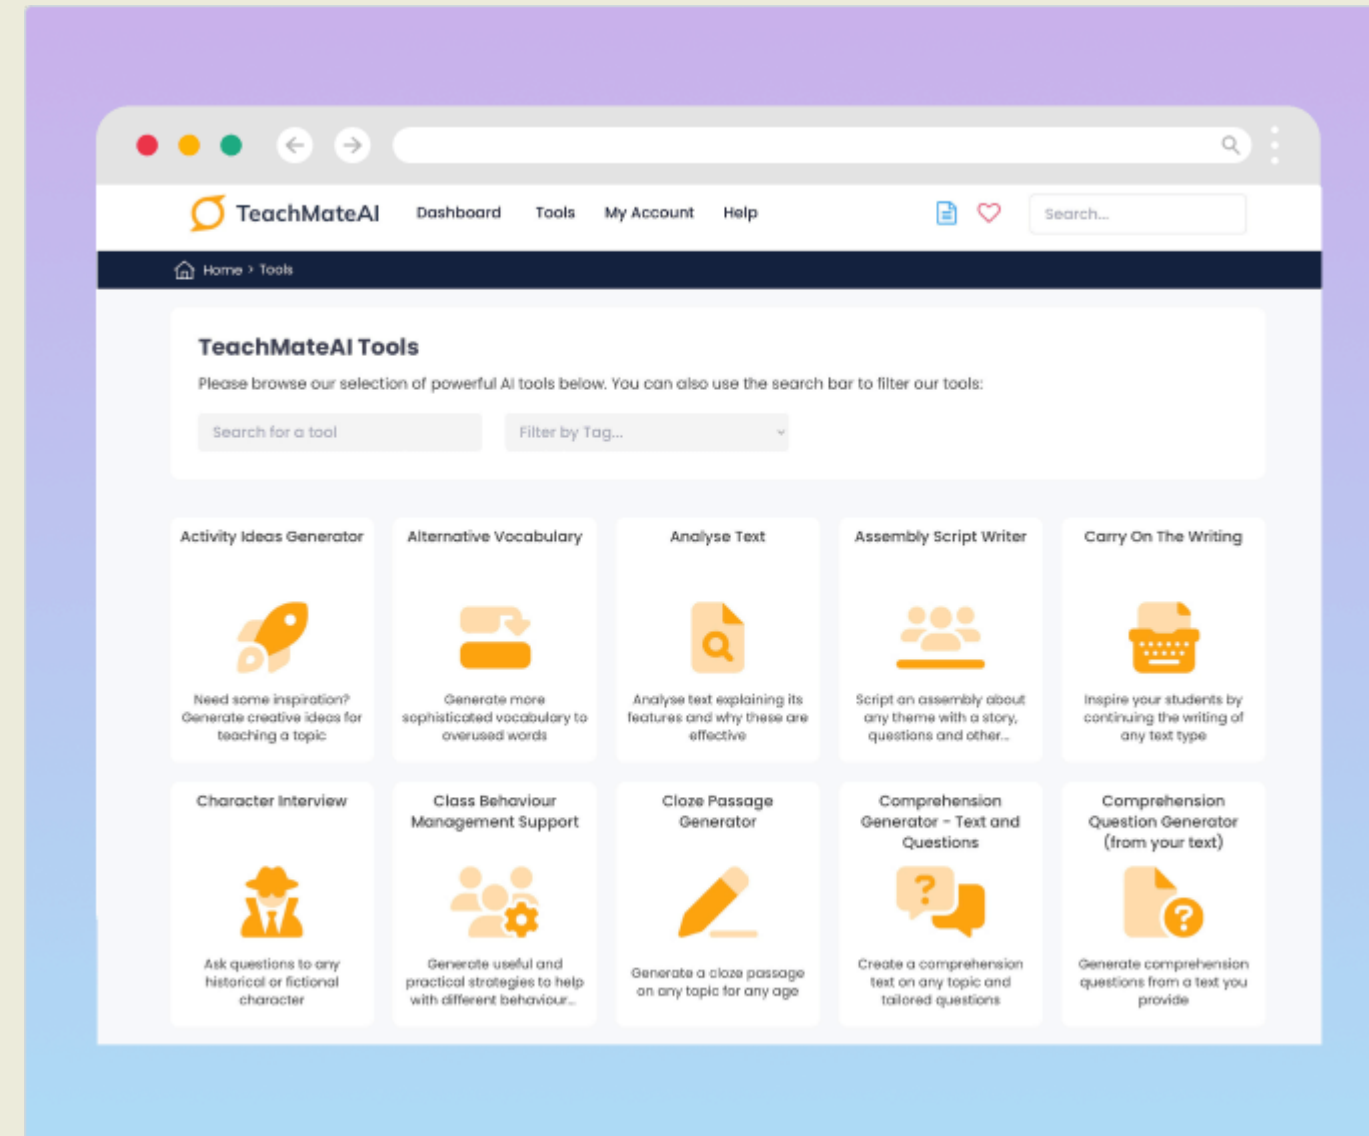 TeachMateAI Dashboard Tools My Account Help Search...
Home > Tools
TeachMateAI Tools
Please browse our selection of powerful AI tools below. You can also use the search bar to filter our tools:
Search for a tool Filter by Tag...
Activity Ideas Generator
Need some inspiration?
Generate creative ideas for
teaching a topic
Alternative Vocabulary
Generate more
sophisticated vocabulary to
overused words
Analyse Text
Analyse text explaining its
features and why these are
effective
Assembly Script Writer
Script an assembly about
any theme with a story,
questions and other...
Carry On The Writing
Inspire your students by
continuing the writing of
any text type
Character Interview
Ask questions to any
historical or fictional
character
Class Behaviour
Management Support
Generate useful and
practical strategies to help
with different behaviour...
Cloze Passage
Generator
Generate a cloze passage
on any topic for any age
Comprehension
Generator - Text and
Questions
?
Create a comprehension
text on any topic and
tailored questions
Comprehension
Question Generator
(from your text)
?
Generate comprehension
questions from a text you
provide